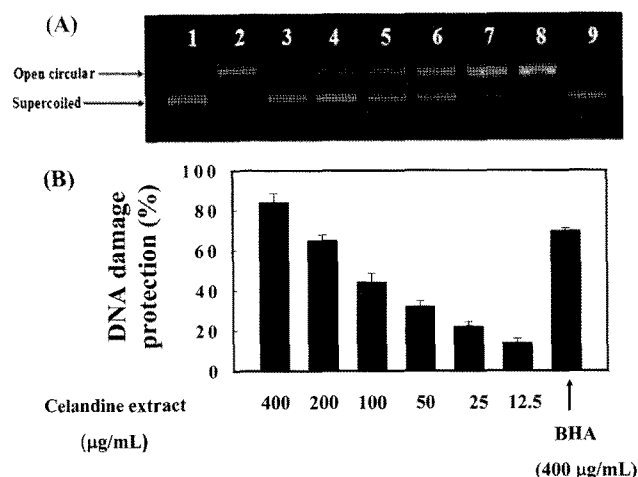 (A)
1 2 3 4 5 6 7 8 9
Open circular
Supercoiled
(B)
DNA damage
protection (%)
100
80
60
40
20
0
Celandine extract
(µg/mL)
400 200 100 50 25 12.5
BHA
(400 µg/mL)